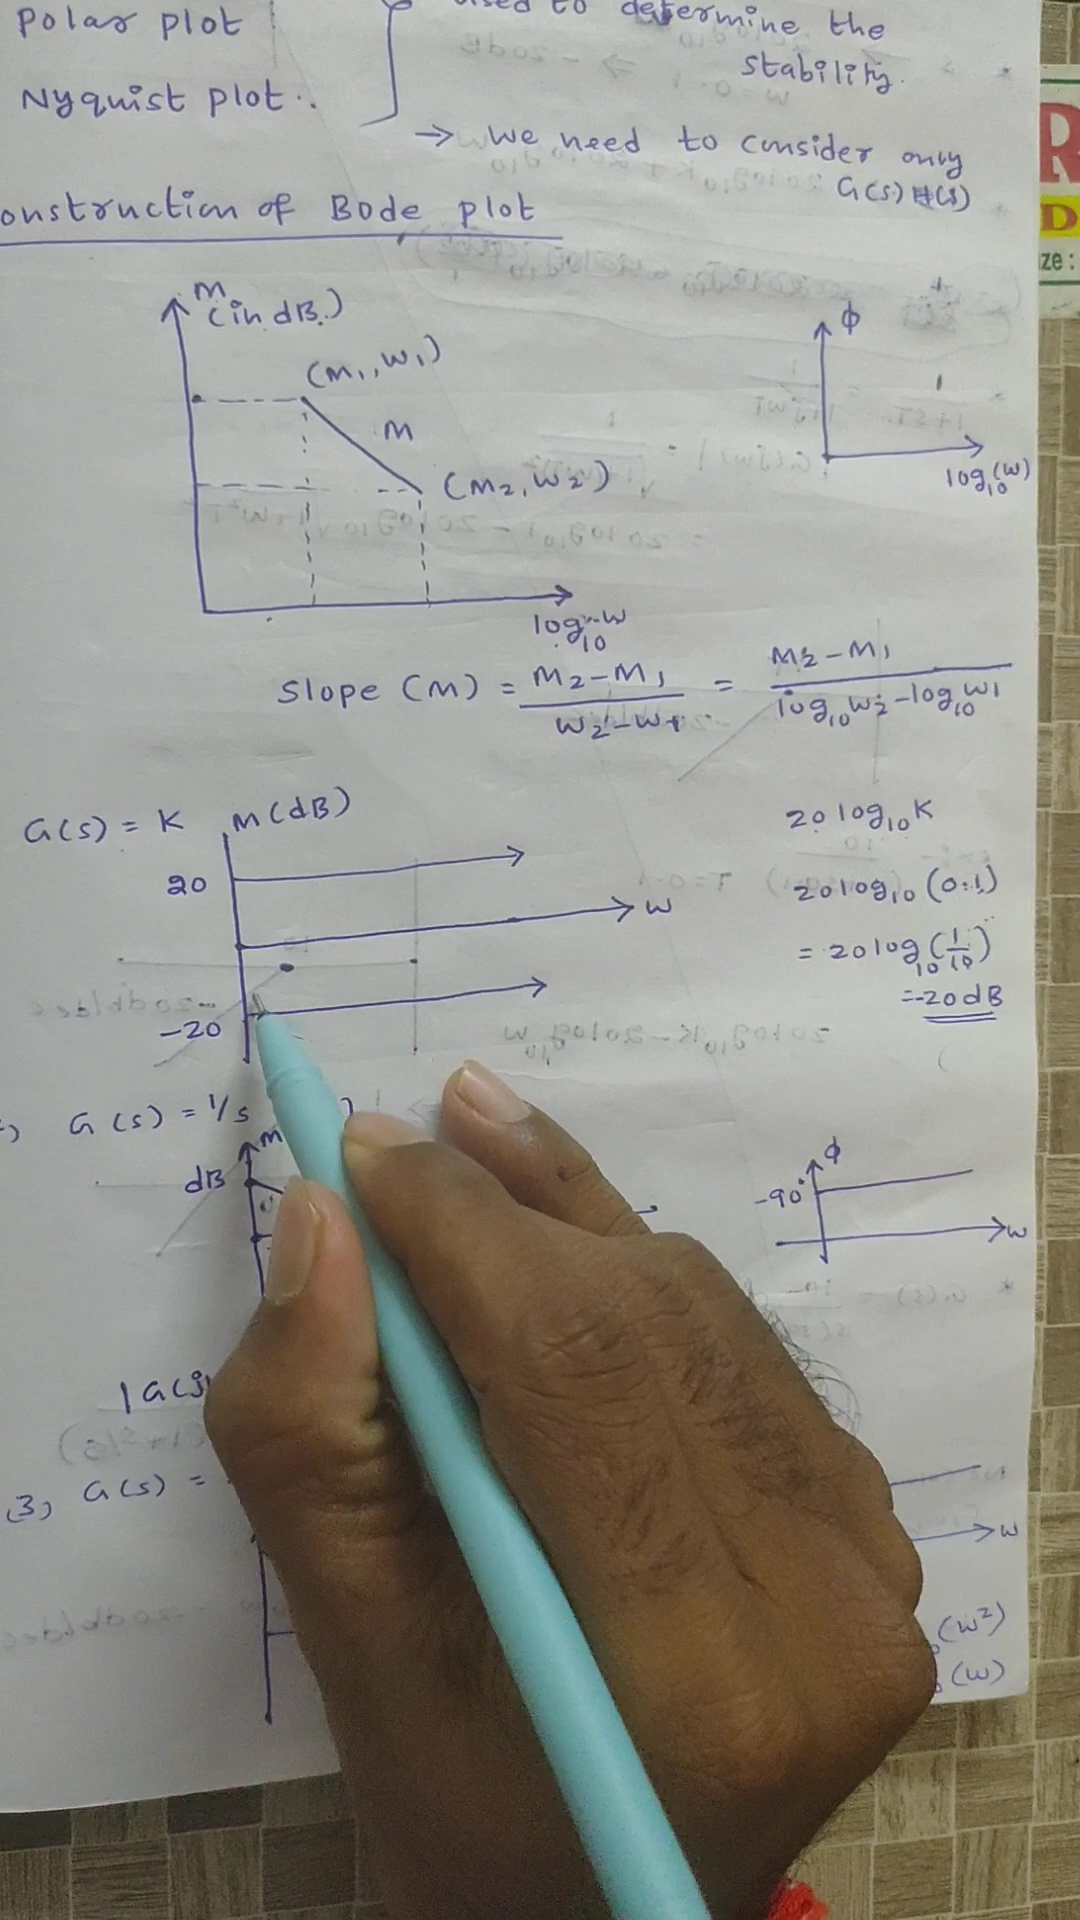 Polar plot
Nyquist plot..
to determine the
stability.
→ We need to consider only
G(s) H(s)
onstruction of Bode plot
M
(in dB.)
(M1, W1)
M
(M2, W2)
log10 W
ϕ
log10(W)
Slope (M) = M2-M1 / W2-W1 = M2-M1 / log10 W2 - log10 W1
G(s) = K
M(dB)
20
W
-20
20 log10 K
20 log10 (0.1)
= 20 log10 (1/10)
= -20 dB
G(s) = 1/s
M
dB
ϕ
-90°
W
(3, G(s) =
W
(W²)
(W)
R
D
ze :